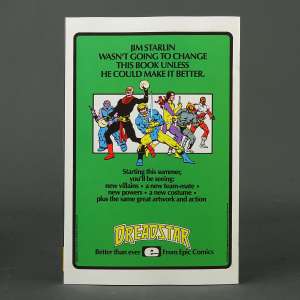 JIM STARLIN
WASN'T GOING TO CHANGE
THIS BOOK UNLESS
HE COULD MAKE IT BETTER.
Starting this summer,
you'll be seeing:
new villains • a new team-mate •
new powers • a new costume •
plus the same great artwork and action
DREADSTAR
Better than ever From Epic Comics